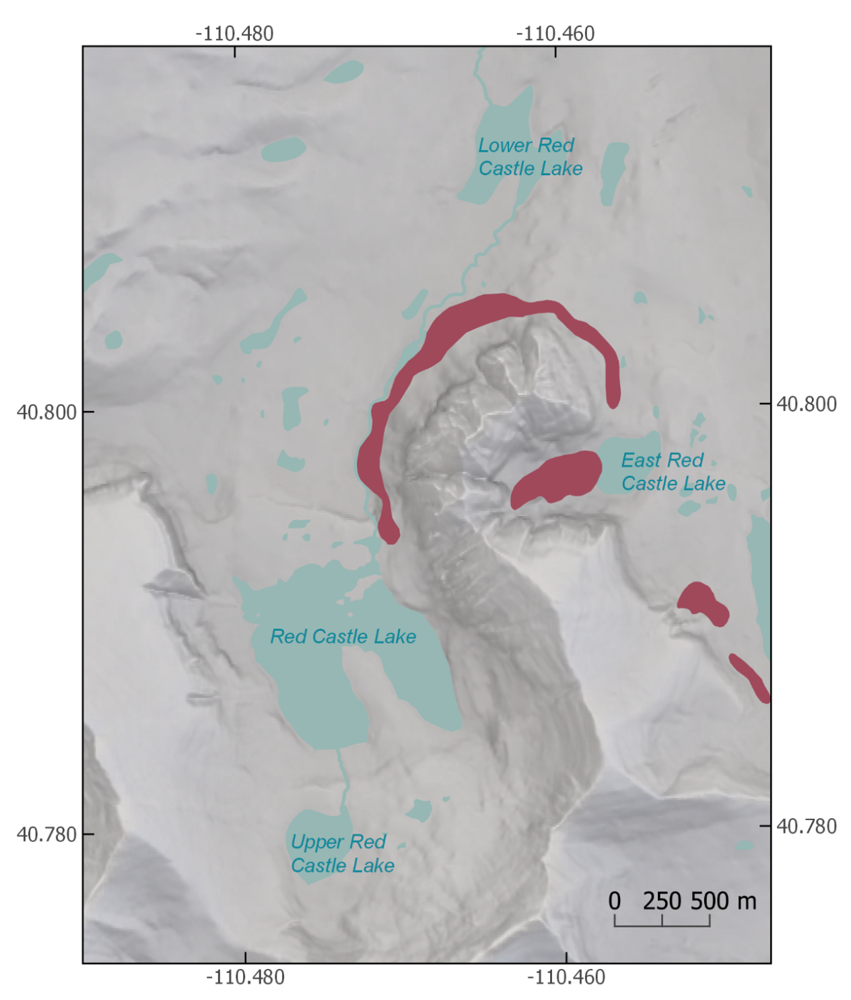 -110.480 -110.460
Lower Red
Castle Lake
40.800 40.800
East Red
Castle Lake
Red Castle Lake
40.780 40.780
Upper Red
Castle Lake
0 250 500 m
-110.480 -110.460